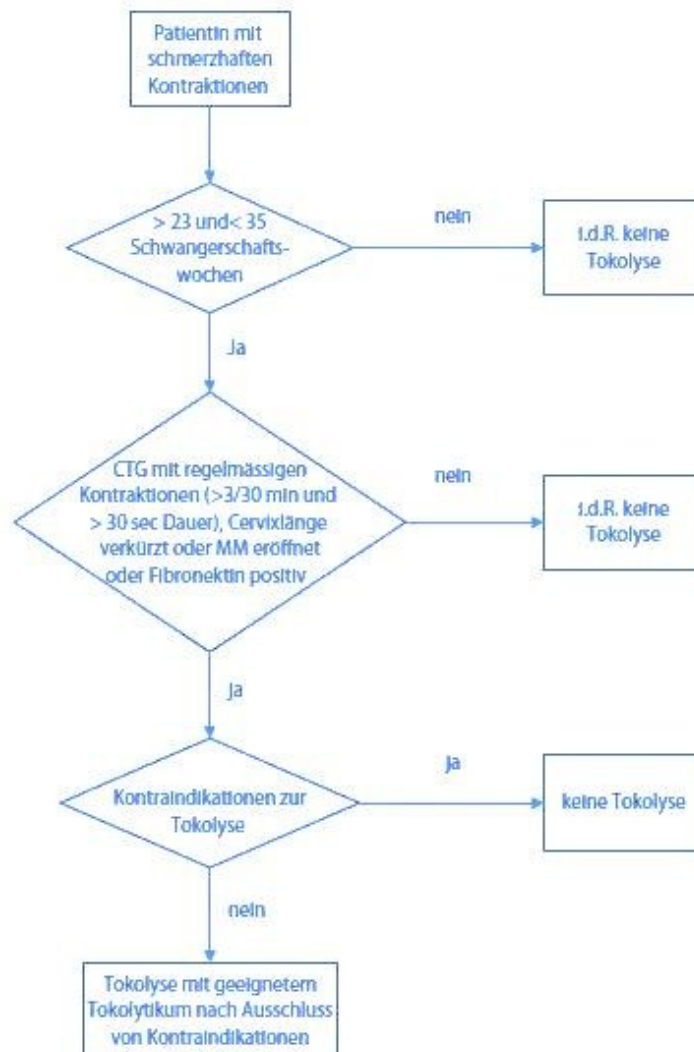 Patientin mit
schmerzhaften
Kontraktionen
> 23 und< 35
Schwangerschafts-
wochen
nein
i.d.R. keine
Tokolyse
Ja
CTG mit regelmässigen
Kontraktionen (>3/30 min und
> 30 sec Dauer), Cervixlänge
verkürzt oder MM eröffnet
oder Fibronektin positiv
nein
i.d.R. keine
Tokolyse
Ja
Kontraindikationen zur
Tokolyse
Ja
keine Tokolyse
nein
Tokolyse mit geeignetem
Tokolytikum nach Ausschluss
von Kontraindikationen